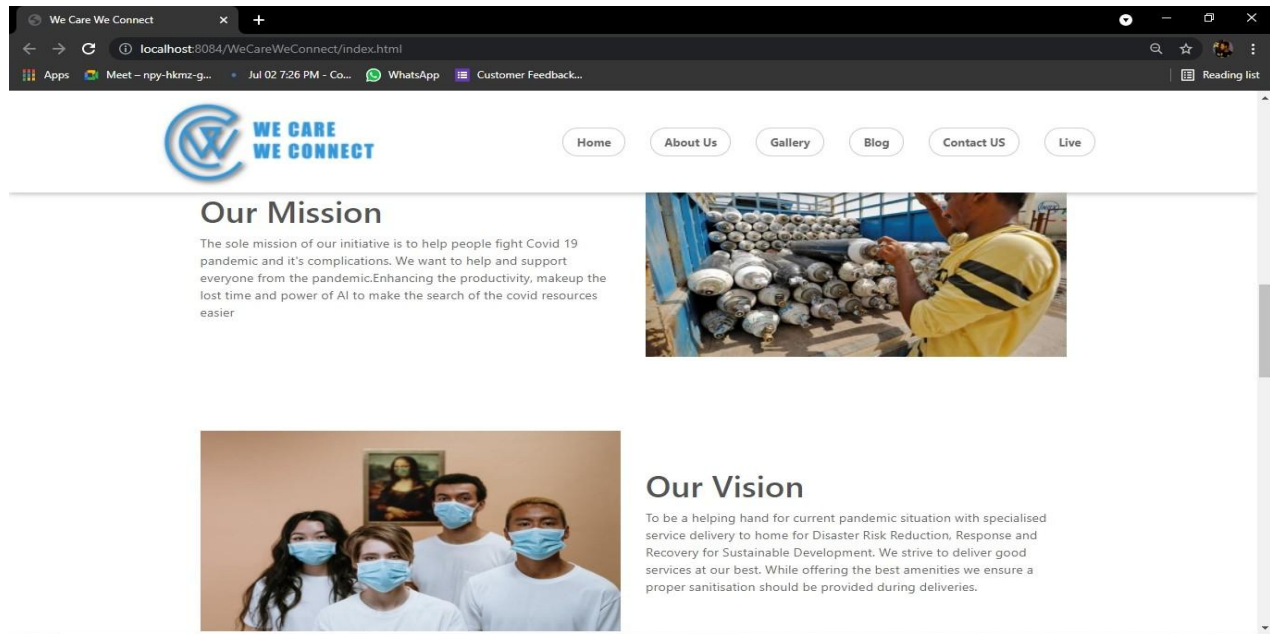 We Care We Connect
localhost:8084/WeCareWeConnect/index.html
Apps
Meet – npy-hkmz-g...
Jul 02 7:26 PM - Co...
WhatsApp
Customer Feedback...
Reading list
WE CARE
WE CONNECT
Home
About Us
Gallery
Blog
Contact US
Live
Our Mission
The sole mission of our initiative is to help people fight Covid 19
pandemic and it's complications. We want to help and support
everyone from the pandemic.Enhancing the productivity, makeup the
lost time and power of AI to make the search of the covid resources
easier
Our Vision
To be a helping hand for current pandemic situation with specialised
service delivery to home for Disaster Risk Reduction, Response and
Recovery for Sustainable Development. We strive to deliver good
services at our best. While offering the best amenities we ensure a
proper sanitisation should be provided during deliveries.